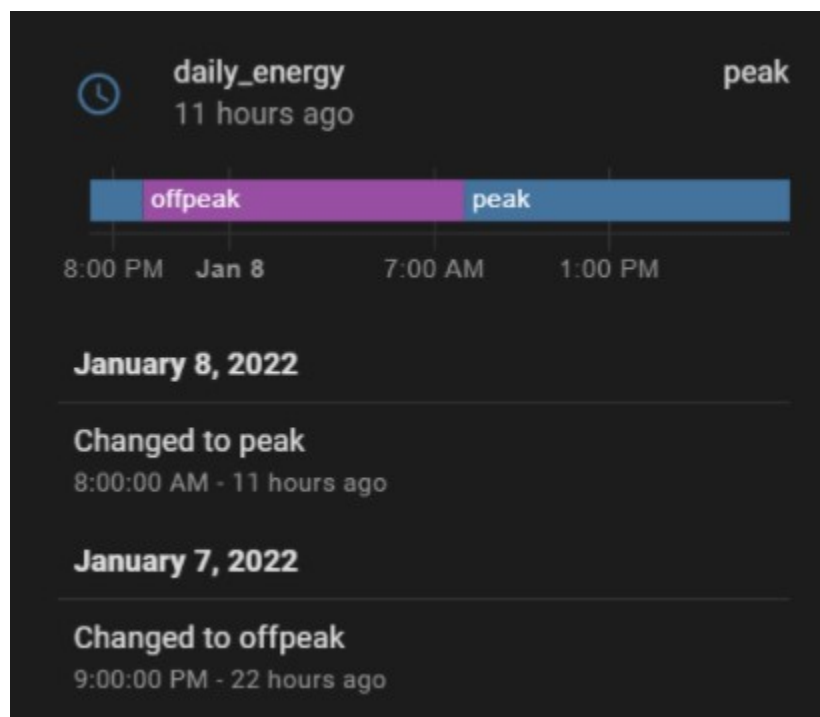 daily_energy peak
11 hours ago
offpeak peak
8:00 PM Jan 8 7:00 AM 1:00 PM
January 8, 2022
Changed to peak
8:00:00 AM - 11 hours ago
January 7, 2022
Changed to offpeak
9:00:00 PM - 22 hours ago